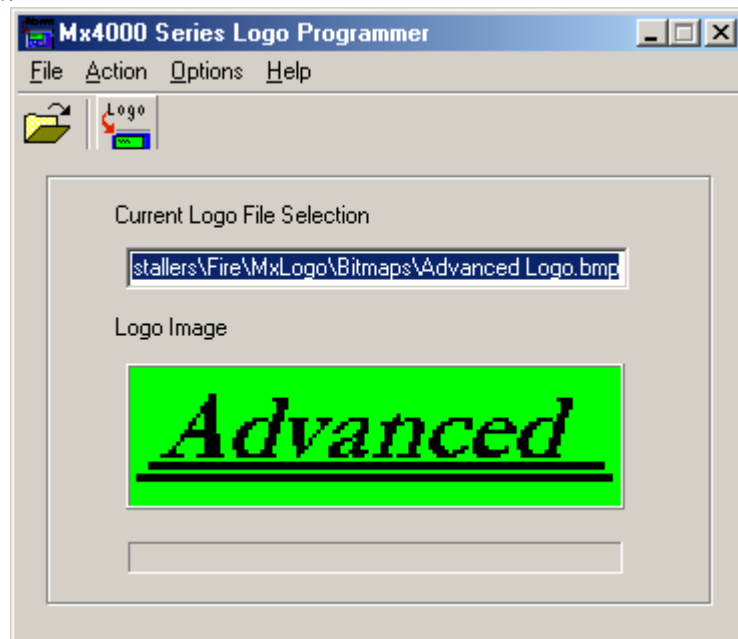 Mx4000 Series Logo Programmer
File Action Options Help
Logo
Current Logo File Selection
stallers\Fire\MxLogo\Bitmaps\Advanced Logo.bmp
Logo Image
Advanced